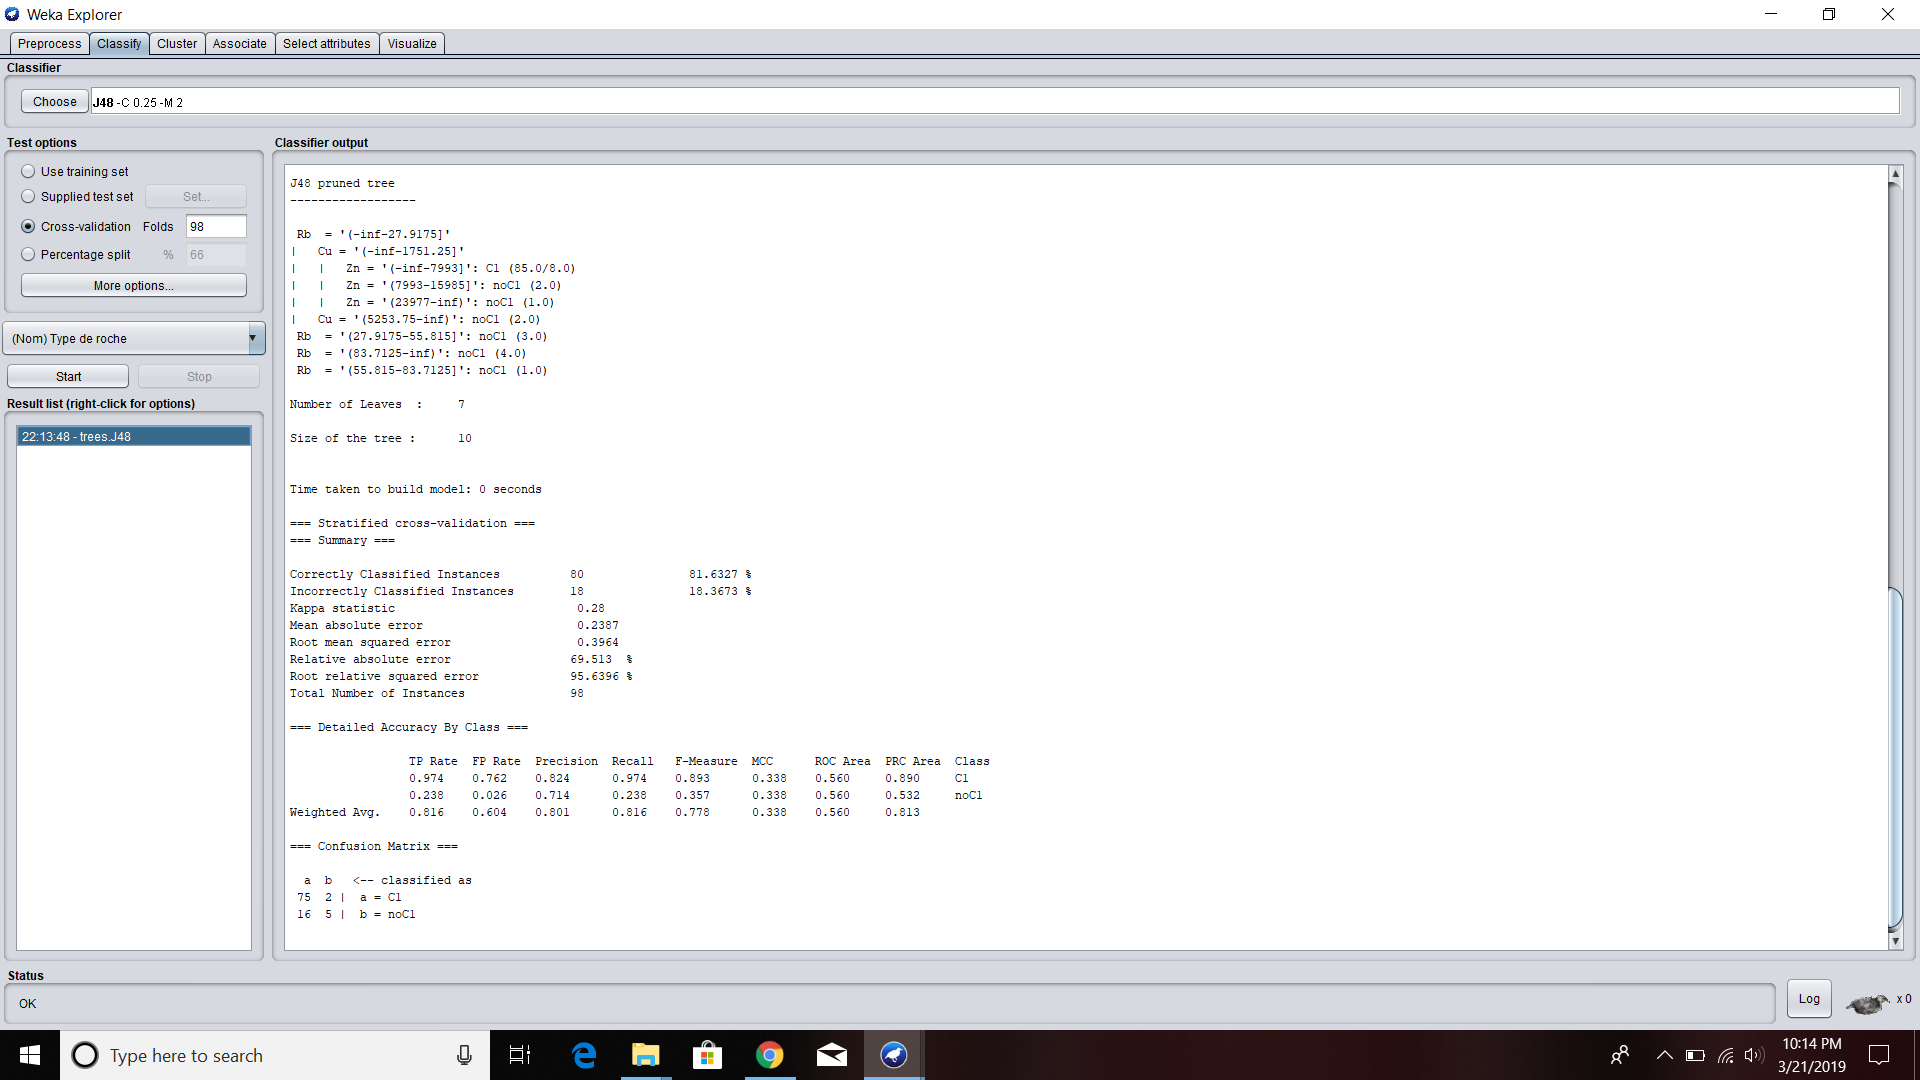 Weka Explorer
Preprocess Classify Cluster Associate Select attributes Visualize
Classifier
Choose J48 -C 0.25 -M 2
Test options
Use training set
Supplied test set Set...
Cross-validation Folds 98
Percentage split % 66
More options...
(Nom) Type de roche
Start Stop
Result list (right-click for options)
22:13:48 - trees.J48
Classifier output
J48 pruned tree
------------------
Rb = '(-inf-27.9175]'
| Cu = '(-inf-1751.25]'
| | Zn = '(-inf-7993]': Cl (85.0/8.0)
| | Zn = '(7993-15985]': noCl (2.0)
| | Zn = '(23977-inf)': noCl (1.0)
| Cu = '(5253.75-inf)': noCl (2.0)
Rb = '(27.9175-55.815]': noCl (3.0)
Rb = '(83.7125-inf)': noCl (4.0)
Rb = '(55.815-83.7125]': noCl (1.0)
Number of Leaves : 7
Size of the tree : 10
Time taken to build model: 0 seconds
=== Stratified cross-validation ===
=== Summary ===
Correctly Classified Instances 80 81.6327 %
Incorrectly Classified Instances 18 18.3673 %
Kappa statistic 0.28
Mean absolute error 0.2387
Root mean squared error 0.3964
Relative absolute error 69.513 %
Root relative squared error 95.6396 %
Total Number of Instances 98
=== Detailed Accuracy By Class ===
TP Rate FP Rate Precision Recall F-Measure MCC ROC Area PRC Area Class
0.974 0.762 0.824 0.974 0.893 0.338 0.560 0.890 Cl
0.238 0.026 0.714 0.238 0.357 0.338 0.560 0.532 noCl
Weighted Avg. 0.816 0.604 0.801 0.816 0.778 0.338 0.560 0.813
=== Confusion Matrix ===
a b <-- classified as
75 2 | a = Cl
16 5 | b = noCl
Status
OK
Log x 0
Type here to search
10:14 PM
3/21/2019